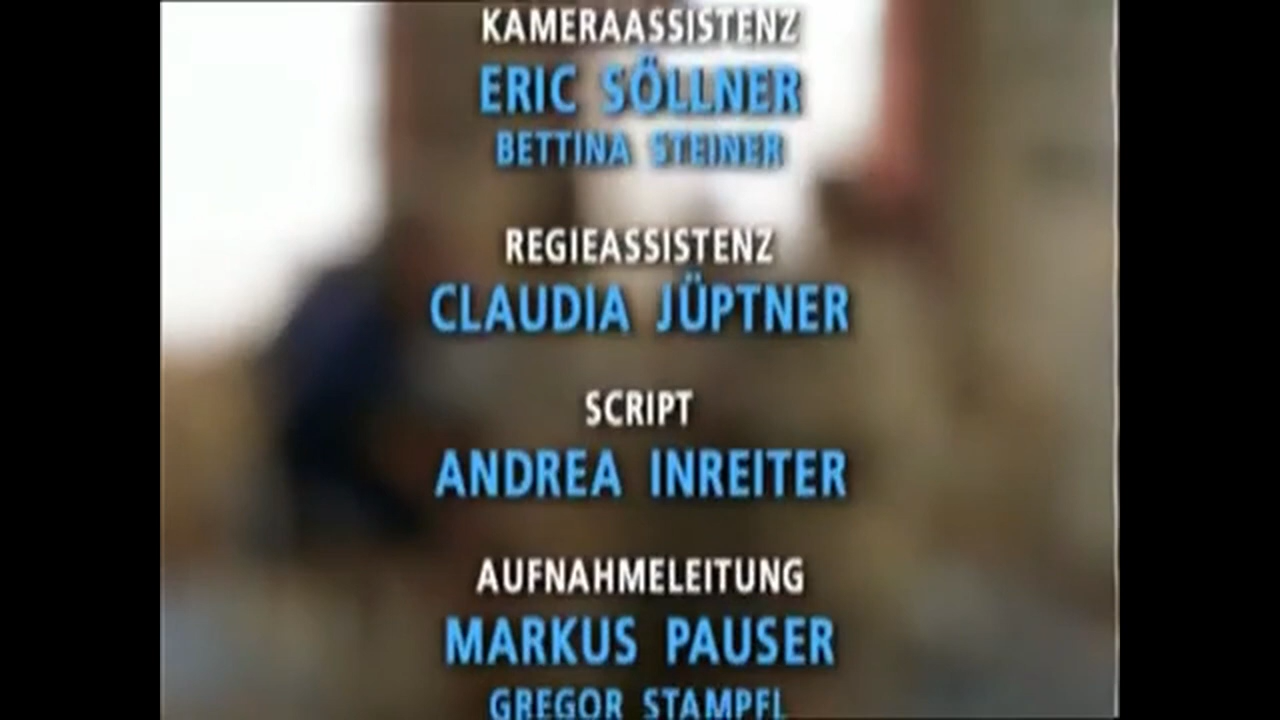 KAMERAASSISTENZ
ERIC SÖLLNER
BETTINA STEINER
REGIEASSISTENZ
CLAUDIA JÜPTNER
SCRIPT
ANDREA INREITER
AUFNAHMELEITUNG
MARKUS PAUSER
GREGOR STAMPFL